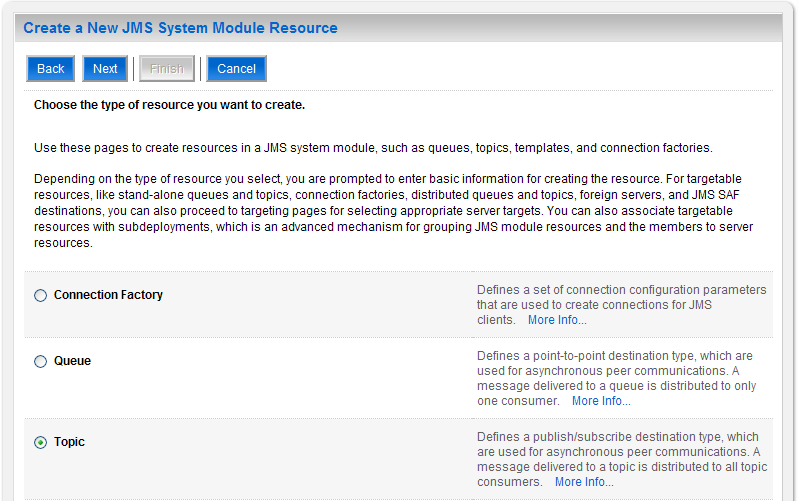 Create a New JMS System Module Resource
Back Next Finish Cancel
Choose the type of resource you want to create.
Use these pages to create resources in a JMS system module, such as queues, topics, templates, and connection factories.
Depending on the type of resource you select, you are prompted to enter basic information for creating the resource. For targetable
resources, like stand-alone queues and topics, connection factories, distributed queues and topics, foreign servers, and JMS SAF
destinations, you can also proceed to targeting pages for selecting appropriate server targets. You can also associate targetable
resources with subdeployments, which is an advanced mechanism for grouping JMS module resources and the members to server
resources.
Connection Factory
Defines a set of connection configuration parameters
that are used to create connections for JMS
clients. More Info...
Queue
Defines a point-to-point destination type, which are
used for asynchronous peer communications. A
message delivered to a queue is distributed to only
one consumer. More Info...
Topic
Defines a publish/subscribe destination type, which
are used for asynchronous peer communications. A
message delivered to a topic is distributed to all topic
consumers. More Info...